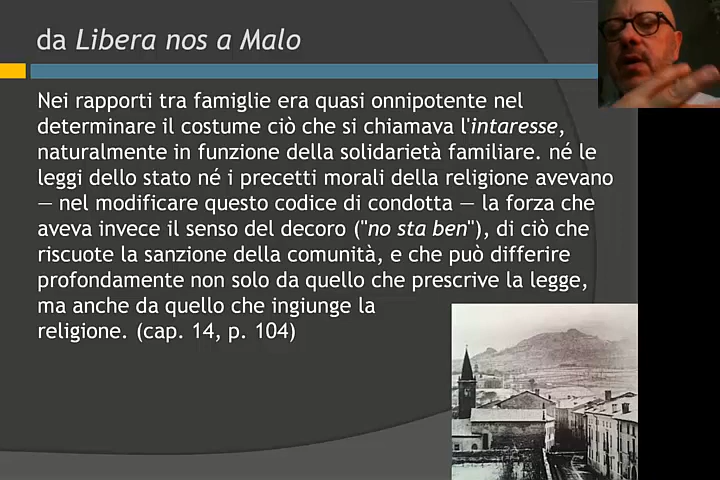 da Libera nos a Malo
Nei rapporti tra famiglie era quasi onnipotente nel
determinare il costume ciò che si chiamava l'intaresse,
naturalmente in funzione della solidarietà familiare. né le
leggi dello stato né i precetti morali della religione avevano
— nel modificare questo codice di condotta — la forza che
aveva invece il senso del decoro ("no sta ben"), di ciò che
riscuote la sanzione della comunità, e che può differire
profondamente non solo da quello che prescrive la legge,
ma anche da quello che ingiunge la
religione. (cap. 14, p. 104)